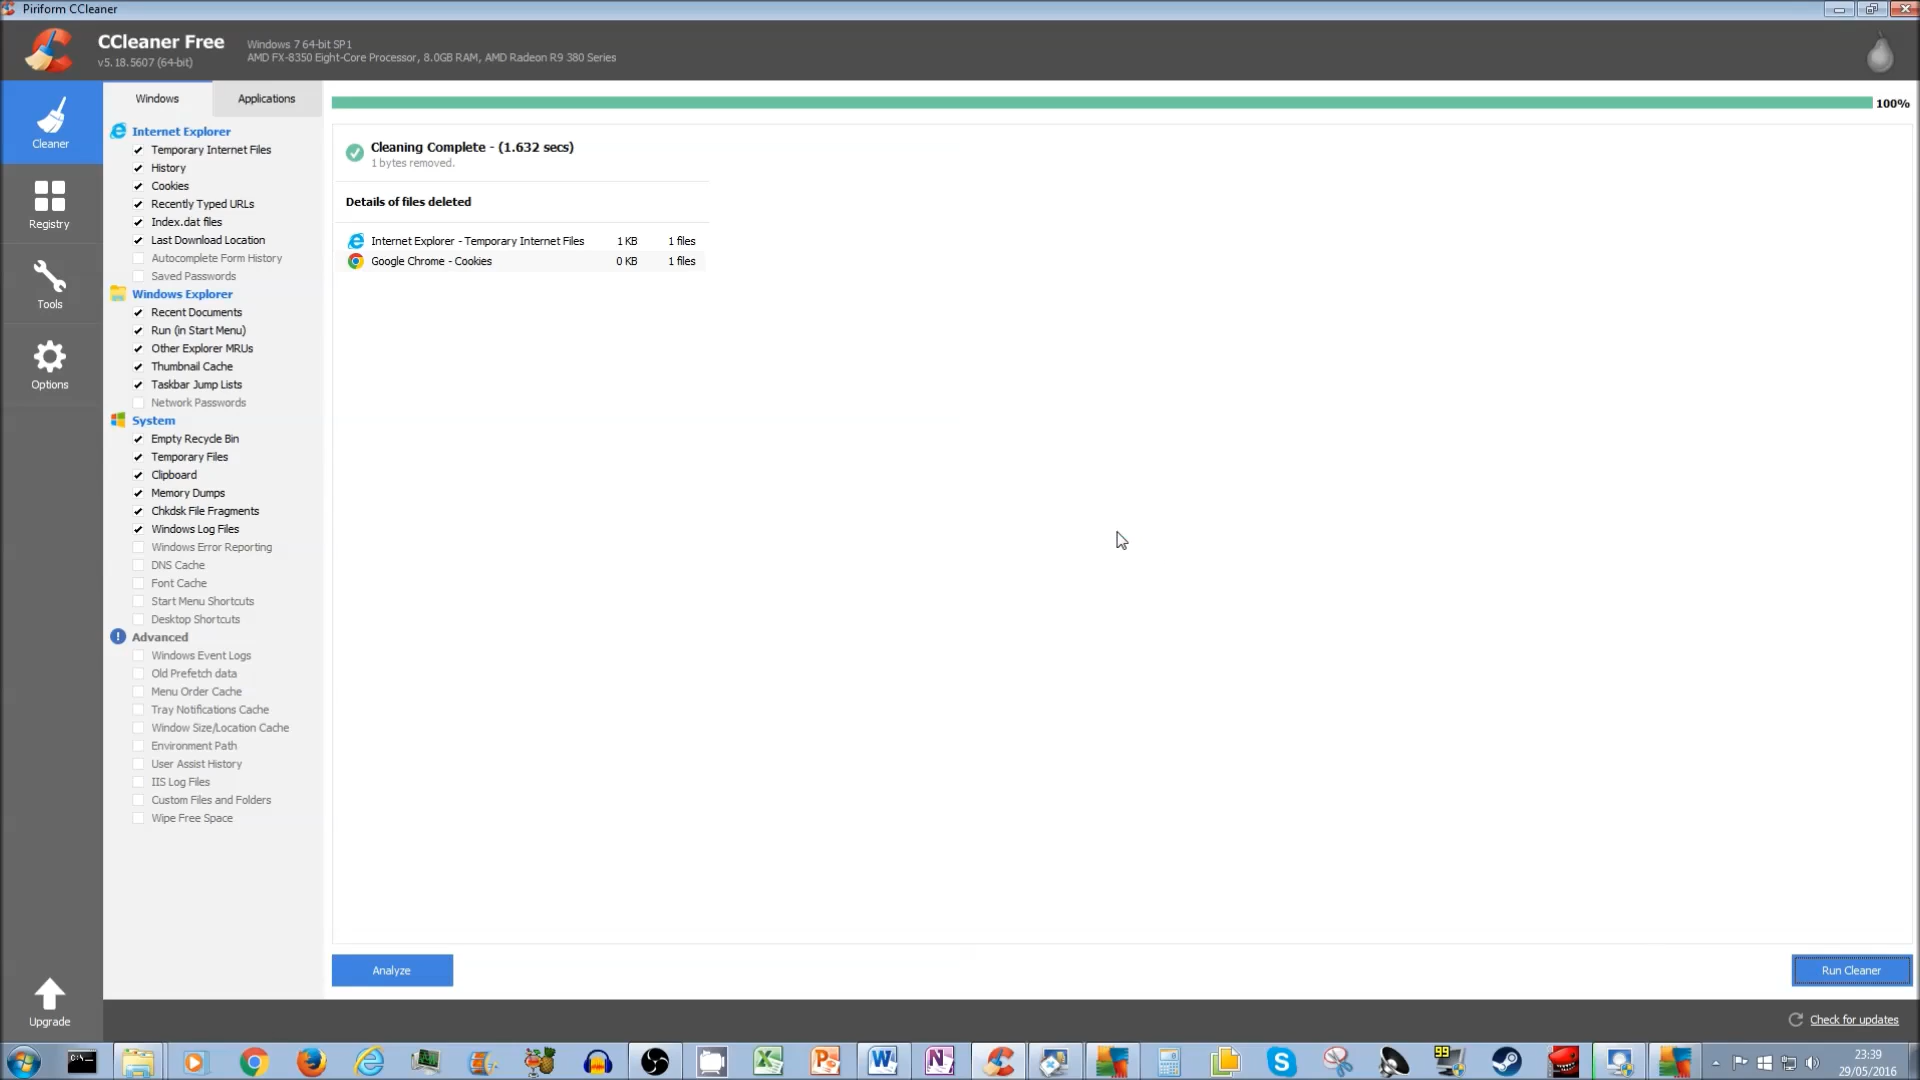 Piriform CCleaner
CCleaner Free
v5.18.5607 (64-bit)
Windows 7 64-bit SP1
AMD FX-8350 Eight-Core Processor, 8.0GB RAM, AMD Radeon R9 380 Series
Cleaner
Registry
Tools
Options
Upgrade
Windows
Applications
Internet Explorer
Temporary Internet Files
History
Cookies
Recently Typed URLs
Index.dat files
Last Download Location
Autocomplete Form History
Saved Passwords
Windows Explorer
Recent Documents
Run (in Start Menu)
Other Explorer MRUs
Thumbnail Cache
Taskbar Jump Lists
Network Passwords
System
Empty Recycle Bin
Temporary Files
Clipboard
Memory Dumps
Chkdsk File Fragments
Windows Log Files
Windows Error Reporting
DNS Cache
Font Cache
Start Menu Shortcuts
Desktop Shortcuts
Advanced
Windows Event Logs
Old Prefetch data
Menu Order Cache
Tray Notifications Cache
Window Size/Location Cache
Environment Path
User Assist History
IIS Log Files
Custom Files and Folders
Wipe Free Space
100%
Cleaning Complete - (1.632 secs)
1 bytes removed.
Details of files deleted
Internet Explorer - Temporary Internet Files 1 KB 1 files
Google Chrome - Cookies 0 KB 1 files
Analyze
Run Cleaner
Check for updates
C:\
99
23:39
29/05/2016